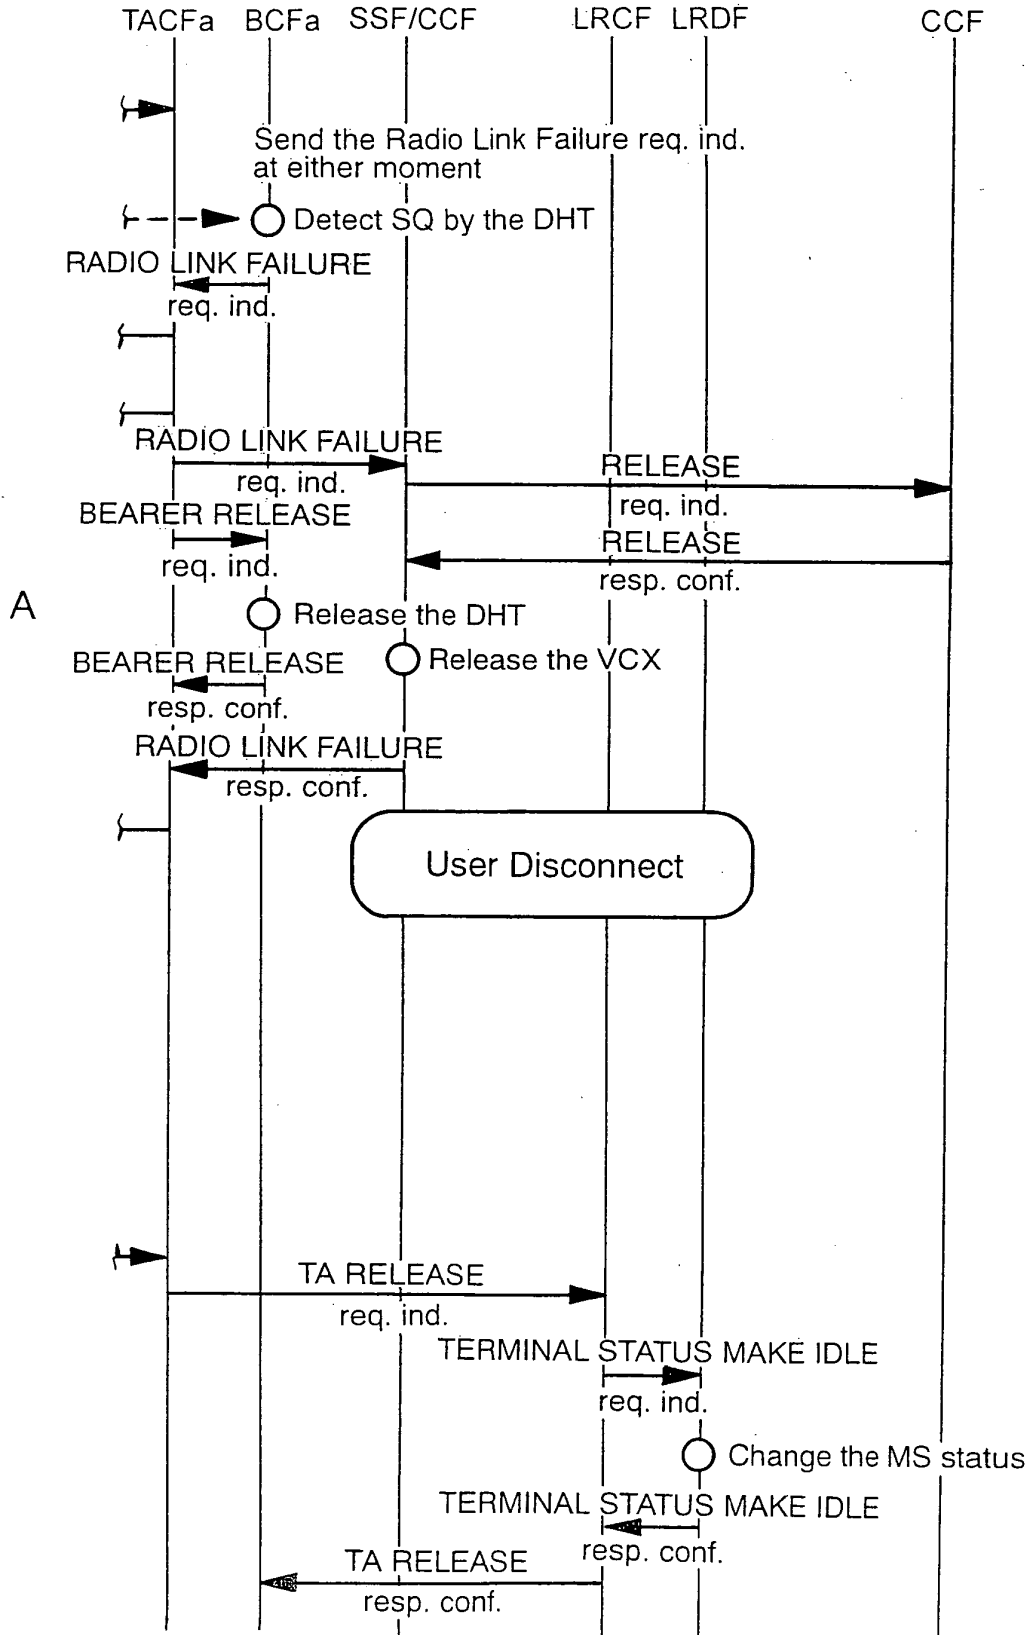 TACFa BCFa SSF/CCF LRCF LRDF CCF
Send the Radio Link Failure req. ind.
at either moment
Detect SQ by the DHT
RADIO LINK FAILURE
req. ind.
RADIO LINK FAILURE
req. ind.
RELEASE
req. ind.
BEARER RELEASE
req. ind.
RELEASE
resp. conf.
A
Release the DHT
Release the VCX
BEARER RELEASE
resp. conf.
RADIO LINK FAILURE
resp. conf.
User Disconnect
TA RELEASE
req. ind.
TERMINAL STATUS MAKE IDLE
req. ind.
Change the MS status
TERMINAL STATUS MAKE IDLE
resp. conf.
TA RELEASE
resp. conf.